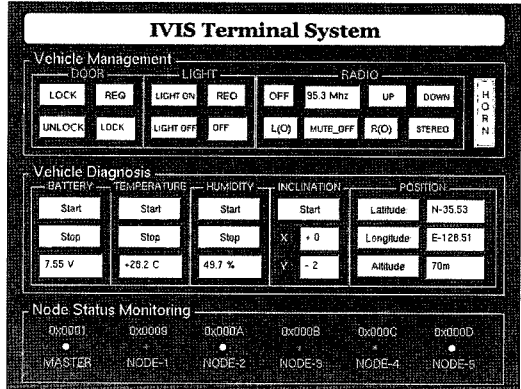 IVIS Terminal System
Vehicle Management
DOOR LIGHT RADIO
LOCK REQ LIGHT ON REQ OFF 95.3 Mhz UP DOWN
UNLOCK LOCK LIGHT OFF OFF L(O) MUTE_OFF R(O) STEREO
HORN
Vehicle Diagnosis
BATTERY TEMPERATURE HUMIDITY INCLINATION POSITION
Start Start Start Start Latitude N-35.53
Stop Stop Stop X + 0 Longitude E-128.51
7.55 V +28.2 C 49.7 % Y - 2 Altitude 70m
Node Status Monitoring
0x0001 0x0009 0x000A 0x000B 0x000C 0x000D
MASTER NODE-1 NODE-2 NODE-3 NODE-4 NODE-5